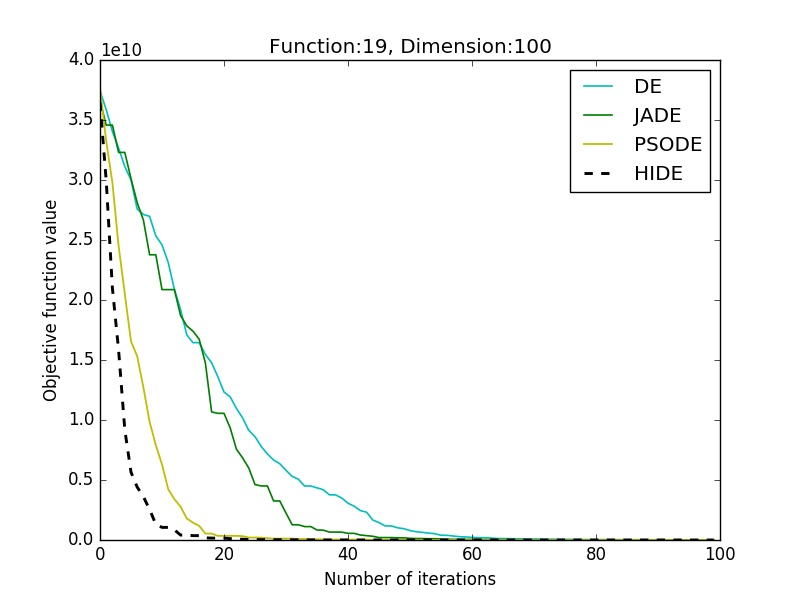 Function:19, Dimension:100
1e10
4.0
3.5
3.0
2.5
2.0
1.5
1.0
0.5
0.0
Objective function value
0 20 40 60 80 100
Number of iterations
DE
JADE
PSODE
HIDE